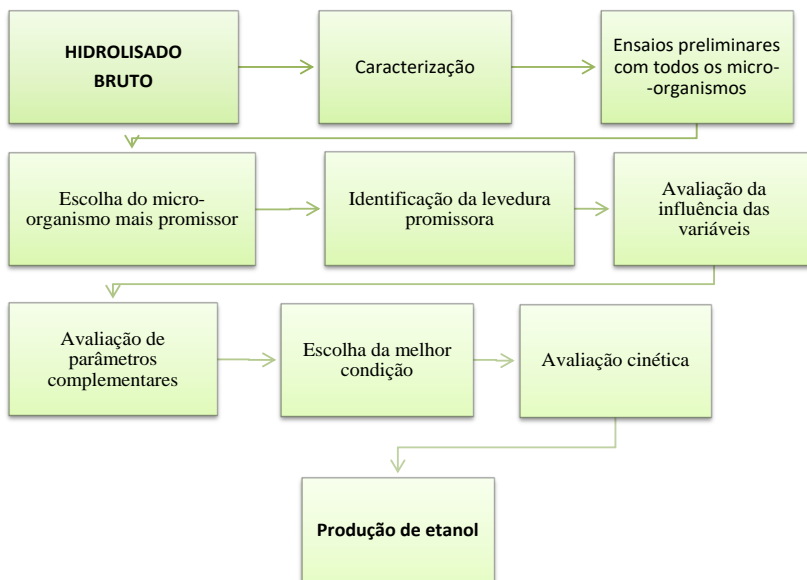 HIDROLISADO
BRUTO
Caracterização
Ensaios preliminares
com todos os micro-
-organismos
Escolha do micro-
organismo mais promissor
Identificação da levedura
promissora
Avaliação da
influência das
variáveis
Avaliação de
parâmetros
complementares
Escolha da melhor
condição
Avaliação cinética
Produção de etanol